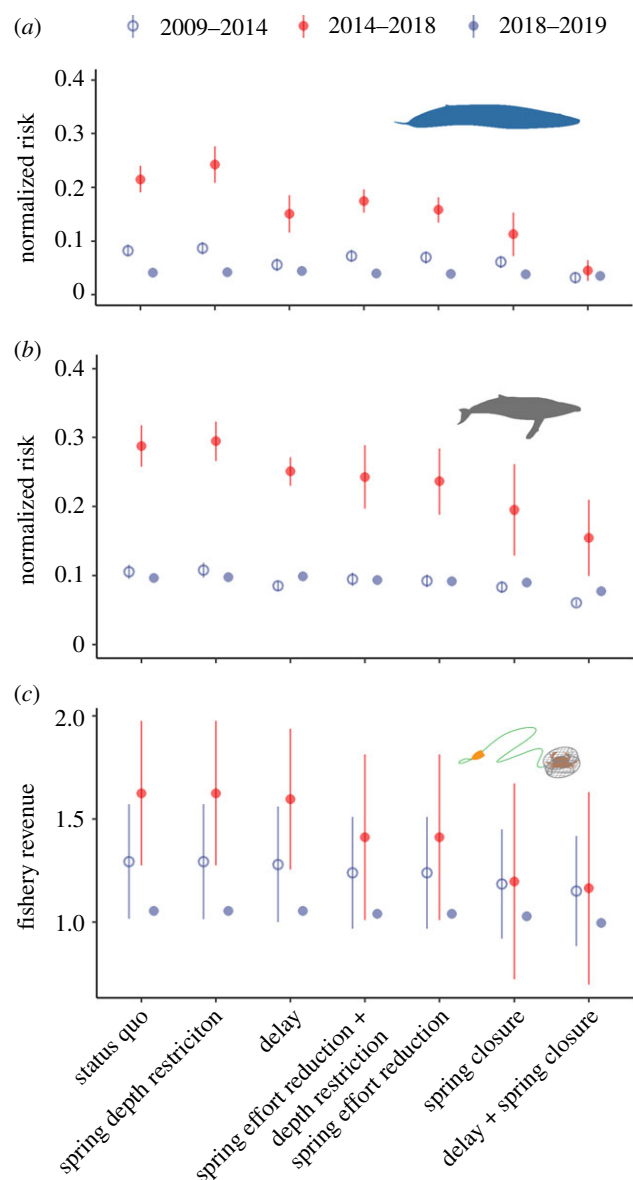 (a) 2009–2014 2014–2018 2018–2019
0.4
0.3
0.2
0.1
0
normalized risk
(b)
0.4
0.3
0.2
0.1
0
normalized risk
(c)
2.0
1.5
1.0
fishery revenue
status quo
spring depth restriciton
delay
spring effort reduction +
depth restriction
spring effort reduction
spring closure
delay + spring closure